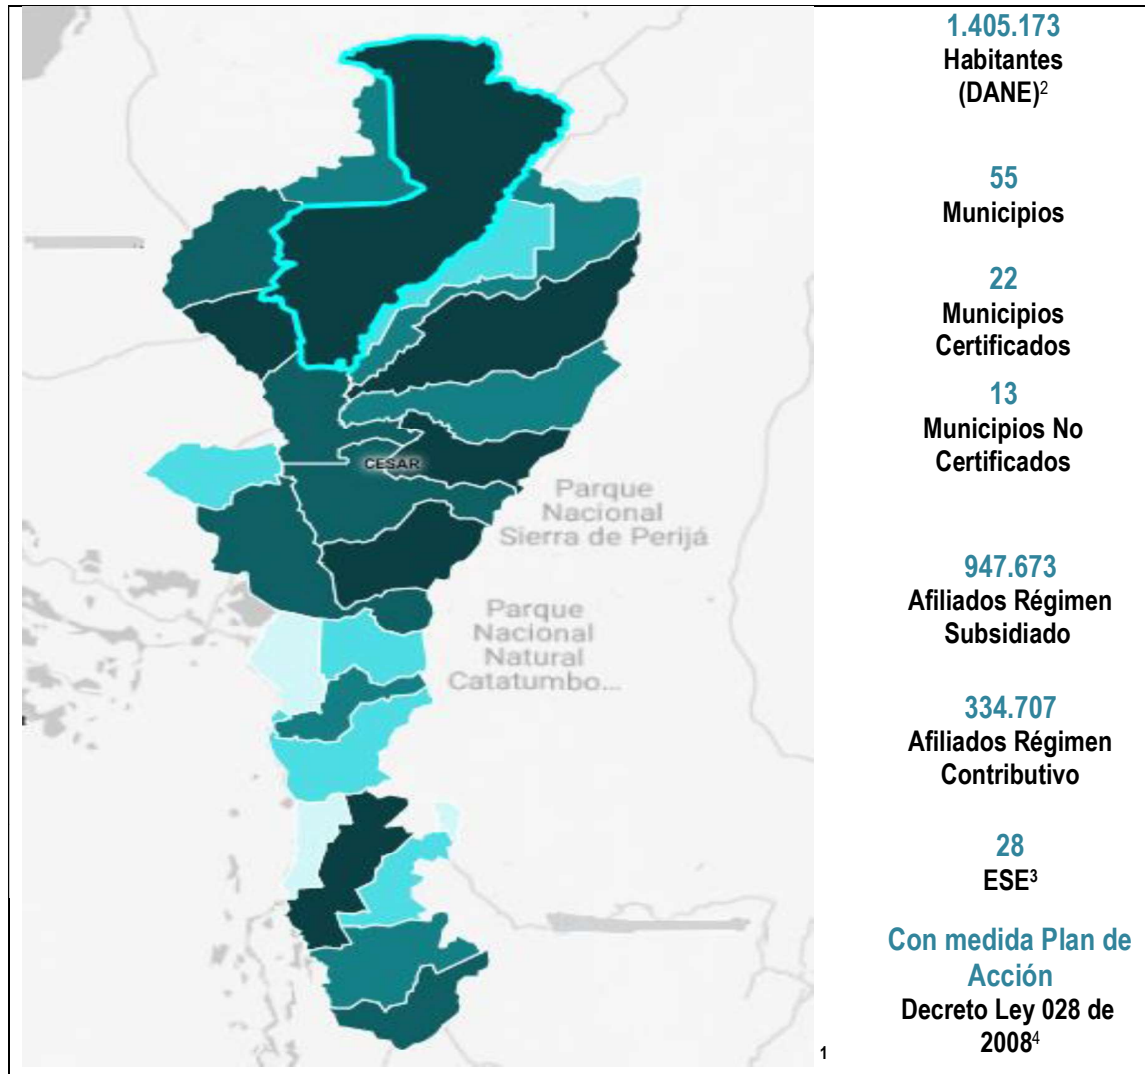 1.405.173
Habitantes
(DANE)²
55
Municipios
22
Municipios
Certificados
13
Municipios No
Certificados
947.673
Afiliados Régimen
Subsidiado
334.707
Afiliados Régimen
Contributivo
28
ESE³
Con medida Plan de
Acción
Decreto Ley 028 de
2008⁴
CESAR
Parque
Nacional
Sierra de Perijá
Parque
Nacional
Natural
Catatumbo...
1